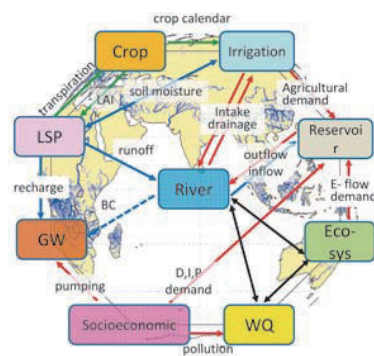 crop calendar
Crop
Irrigation
transpiration
LAI
soil moisture
Agricultural
demand
Intake
drainage
LSP
Reservoi
r
runoff
outflow
inflow
recharge
River
E- flow
demand
BC
GW
Eco-
sys
D,I,P
demand
pumping
Socioeconomic
WQ
pollution